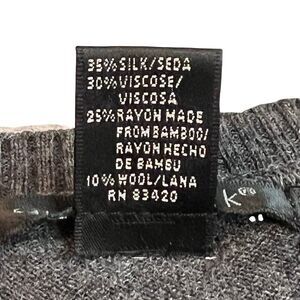 35% SILK/SEDA
30% VISCOSE/
VISCOSA
25% RAYON MADE
FROM BAMBOO/
RAYON HECHO
DE BAMBU
10% WOOL/LANA
RN 83420